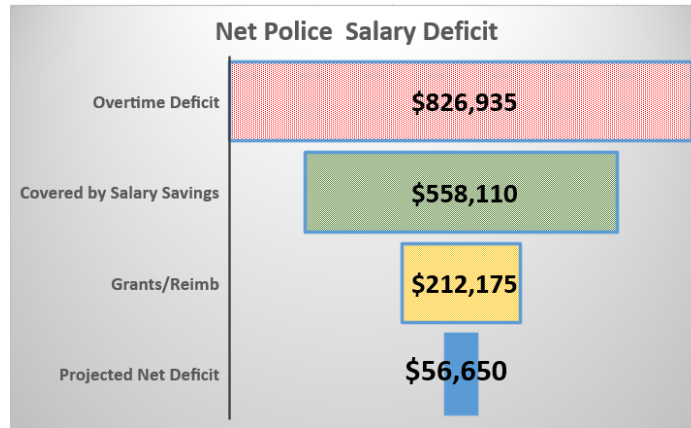 Net Police Salary Deficit
Overtime Deficit
$826,935
Covered by Salary Savings
$558,110
Grants/Reimb
$212,175
Projected Net Deficit
$56,650